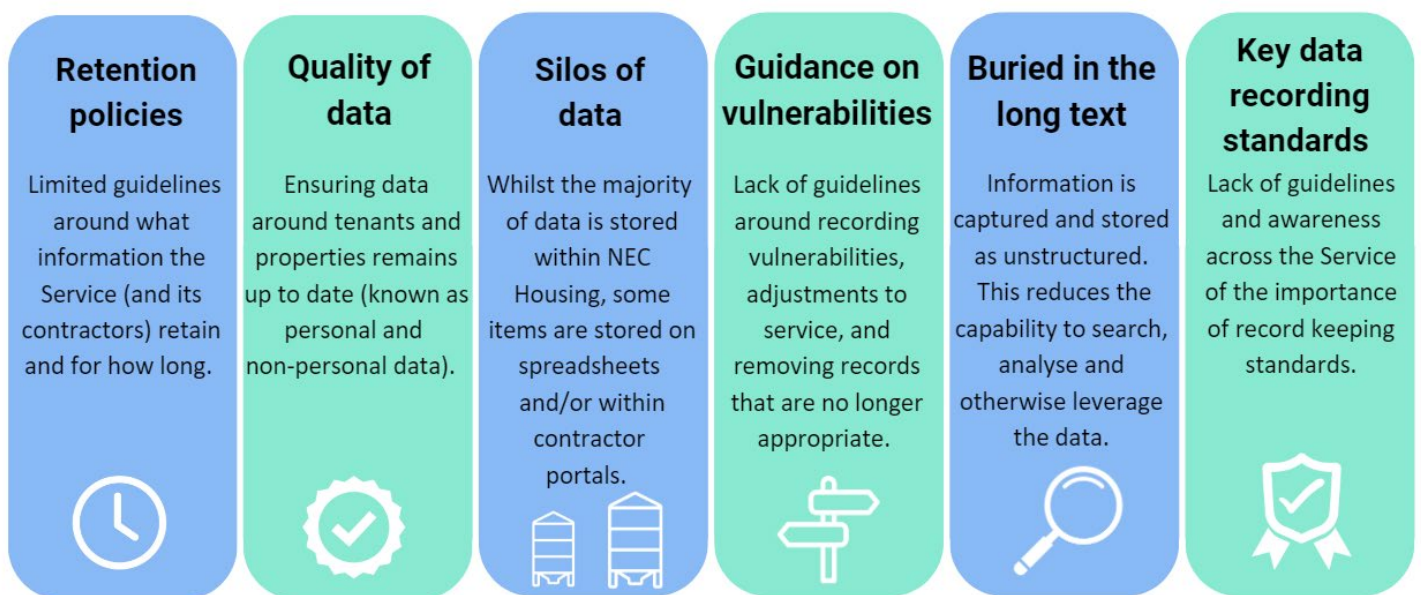 Retention
policies
Limited guidelines
around what
information the
Service (and its
contractors) retain
and for how long.
Quality of
data
Ensuring data
around tenants and
properties remains
up to date (known as
personal and
non-personal data).
Silos of
data
Whilst the majority
of data is stored
within NEC
Housing, some
items are stored on
spreadsheets
and/or within
contractor
portals.
Guidance on
vulnerabilities
Lack of guidelines
around recording
vulnerabilities,
adjustments to
service, and
removing records
that are no longer
appropriate.
Buried in the
long text
Information is
captured and stored
as unstructured.
This reduces the
capability to search,
analyse and
otherwise leverage
the data.
Key data
recording
standards
Lack of guidelines
and awareness
across the Service
of the importance
of record keeping
standards.